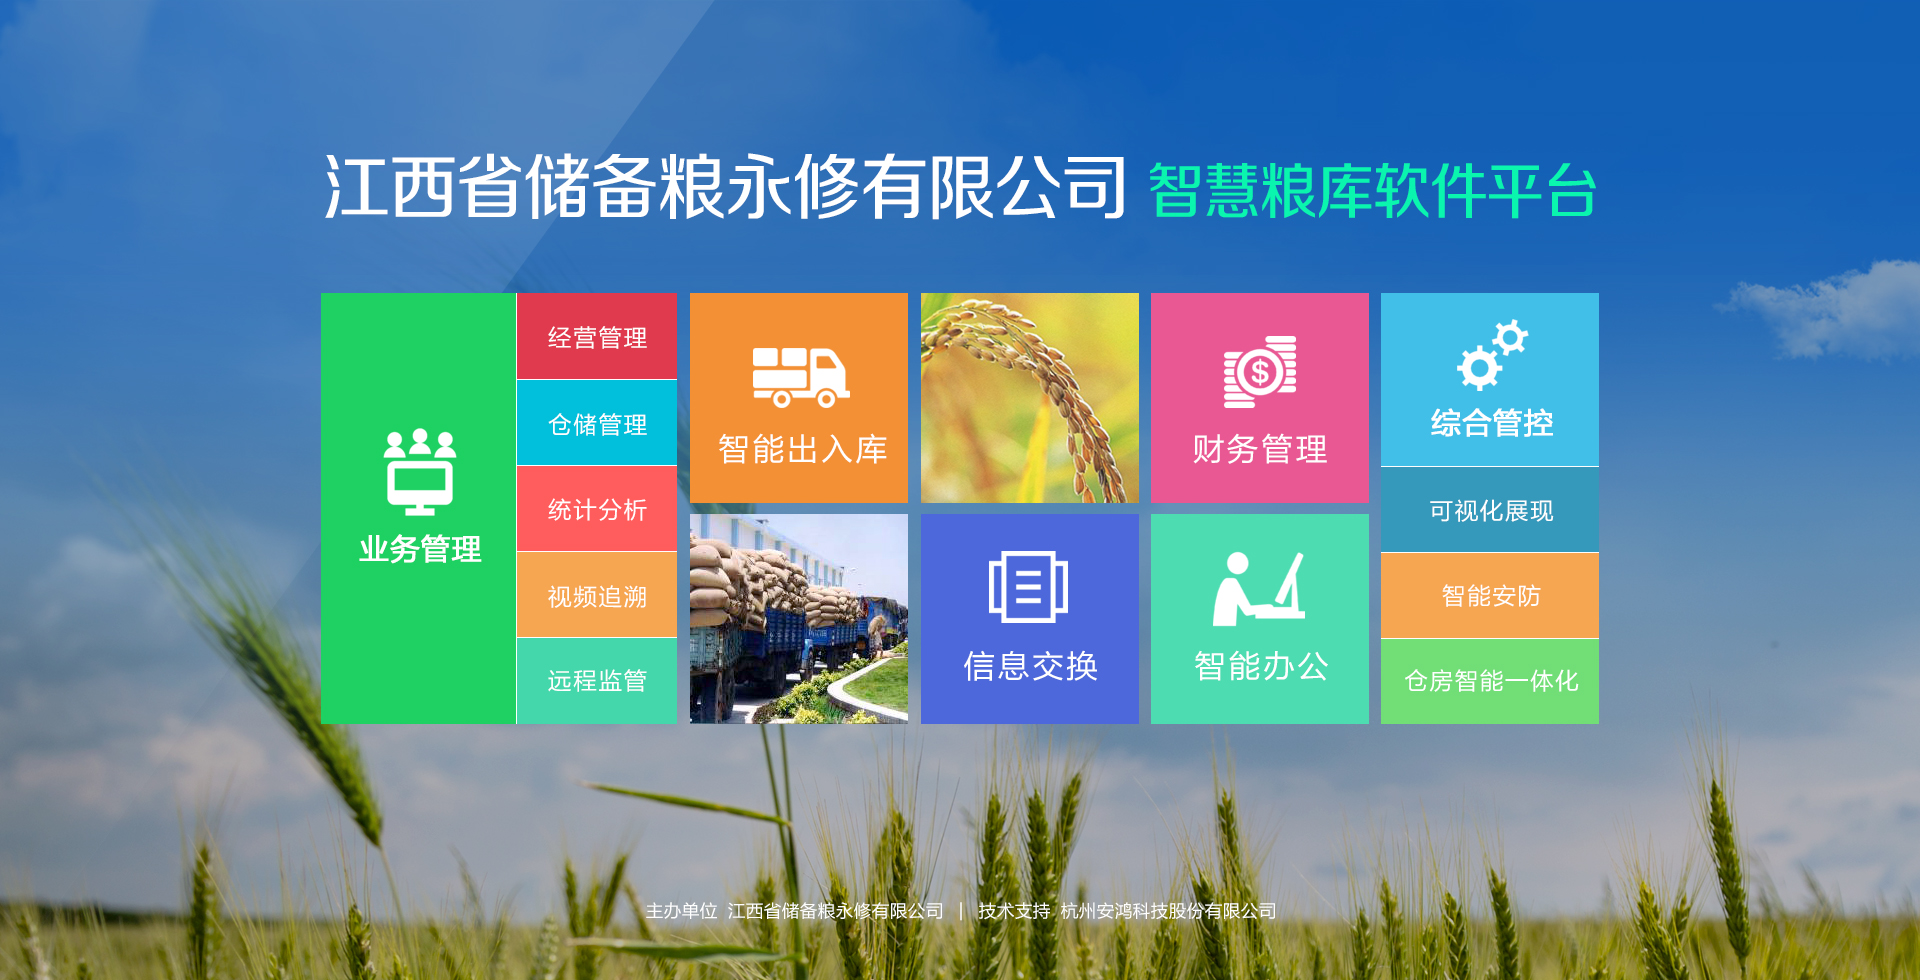 江西省储备粮永修有限公司 智慧粮库软件平台
业务管理
经营管理
仓储管理
统计分析
视频追溯
远程监管
智能出入库
财务管理
信息交换
智能办公
综合管控
可视化展现
智能安防
仓房智能一体化
主办单位 江西省储备粮永修有限公司 | 技术支持 杭州安鸿科技股份有限公司